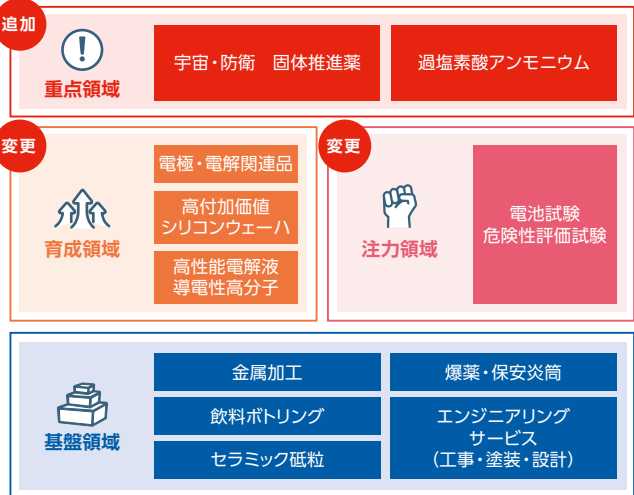 追加
重点領域
宇宙・防衛 固体推進薬
過塩素酸アンモニウム
変更
育成領域
電極・電解関連品
高付加価値
シリコンウェーハ
高性能電解液
導電性高分子
変更
注力領域
電池試験
危険性評価試験
基盤領域
金属加工
飲料ボトリング
セラミック砥粒
爆薬・保安炎筒
エンジニアリング
サービス
(工事・塗装・設計)